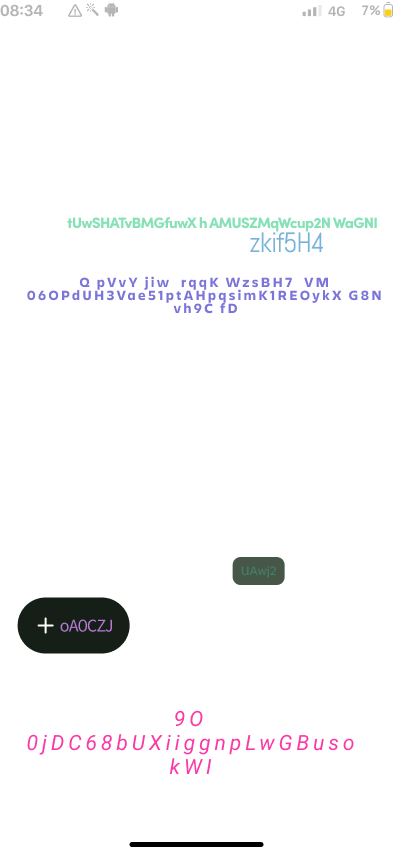 08:34 4G 7%
tUwSHATvBMGfuwX h AMUSZMqWcup2N WaGNI
zkif5H4
Q pVvY jiw rqqK WzsBH7 VM
06OPdUH3Vae51ptAHpqsimK1REOykX G8N
vh9C fD
UAwj2
oA0CZJ
9O
0jDC68bUXiiggnpLwGBuso
kWI